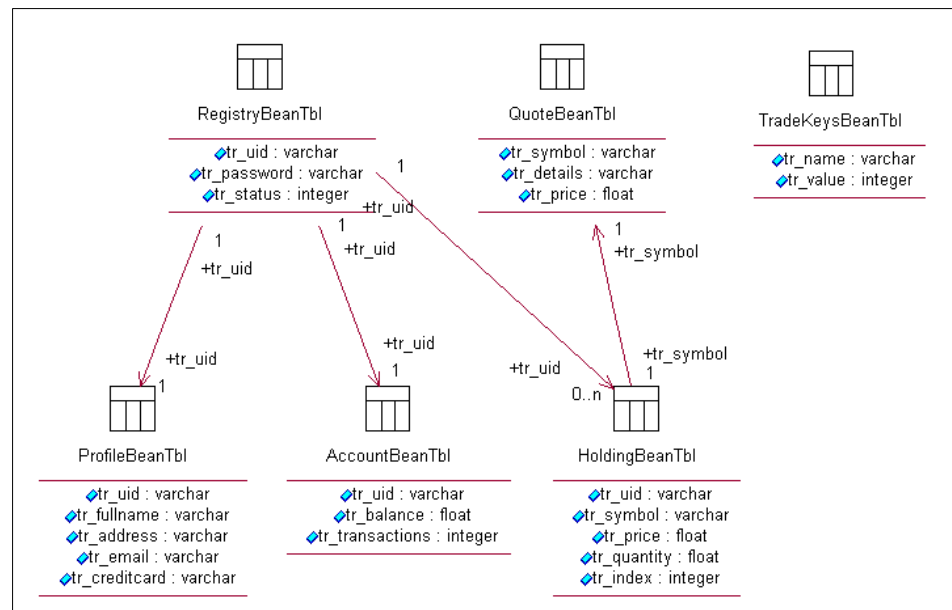 RegistryBeanTbl
tr_uid : varchar
tr_password : varchar
tr_status : integer
QuoteBeanTbl
tr_symbol : varchar
tr_details : varchar
tr_price : float
TradeKeysBeanTbl
tr_name : varchar
tr_value : integer
1
+tr_uid
1
+tr_uid
1
+tr_uid
1
+tr_symbol
+tr_uid
1
+tr_uid
1
+tr_uid
0..n
+tr_symbol
1
ProfileBeanTbl
tr_uid : varchar
tr_fullname : varchar
tr_address : varchar
tr_email : varchar
tr_creditcard : varchar
AccountBeanTbl
tr_uid : varchar
tr_balance : float
tr_transactions : integer
HoldingBeanTbl
tr_uid : varchar
tr_symbol : varchar
tr_price : float
tr_quantity : float
tr_index : integer